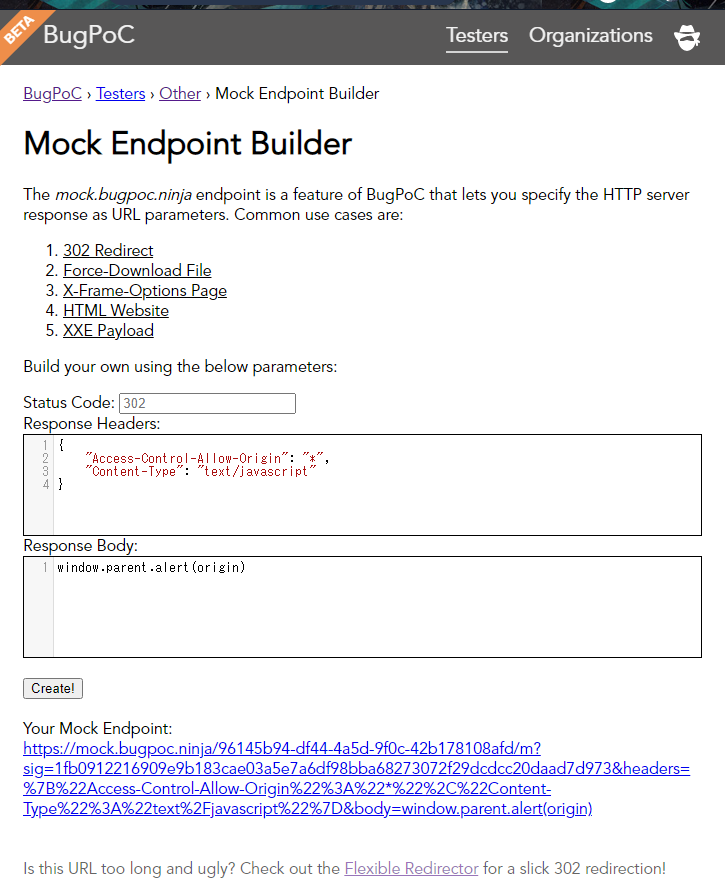 BETA
BugPoC
Testers Organizations
BugPoC › Testers › Other › Mock Endpoint Builder
Mock Endpoint Builder
The mock.bugpoc.ninja endpoint is a feature of BugPoC that lets you specify the HTTP server
response as URL parameters. Common use cases are:
1. 302 Redirect
2. Force-Download File
3. X-Frame-Options Page
4. HTML Website
5. XXE Payload
Build your own using the below parameters:
Status Code: 302
Response Headers:
1 {
2 "Access-Control-Allow-Origin": "*",
3 "Content-Type": "text/javascript"
4 }
Response Body:
1 window.parent.alert(origin)
Create!
Your Mock Endpoint:
https://mock.bugpoc.ninja/96145b94-df44-4a5d-9f0c-42b178108afd/m?
sig=1fb0912216909e9b183cae03a5e7a6df98bba68273072f29dcdcc20daad7d973&headers=
%7B%22Access-Control-Allow-Origin%22%3A%22*%22%2C%22Content-
Type%22%3A%22text%2Fjavascript%22%7D&body=window.parent.alert(origin)
Is this URL too long and ugly? Check out the Flexible Redirector for a slick 302 redirection!